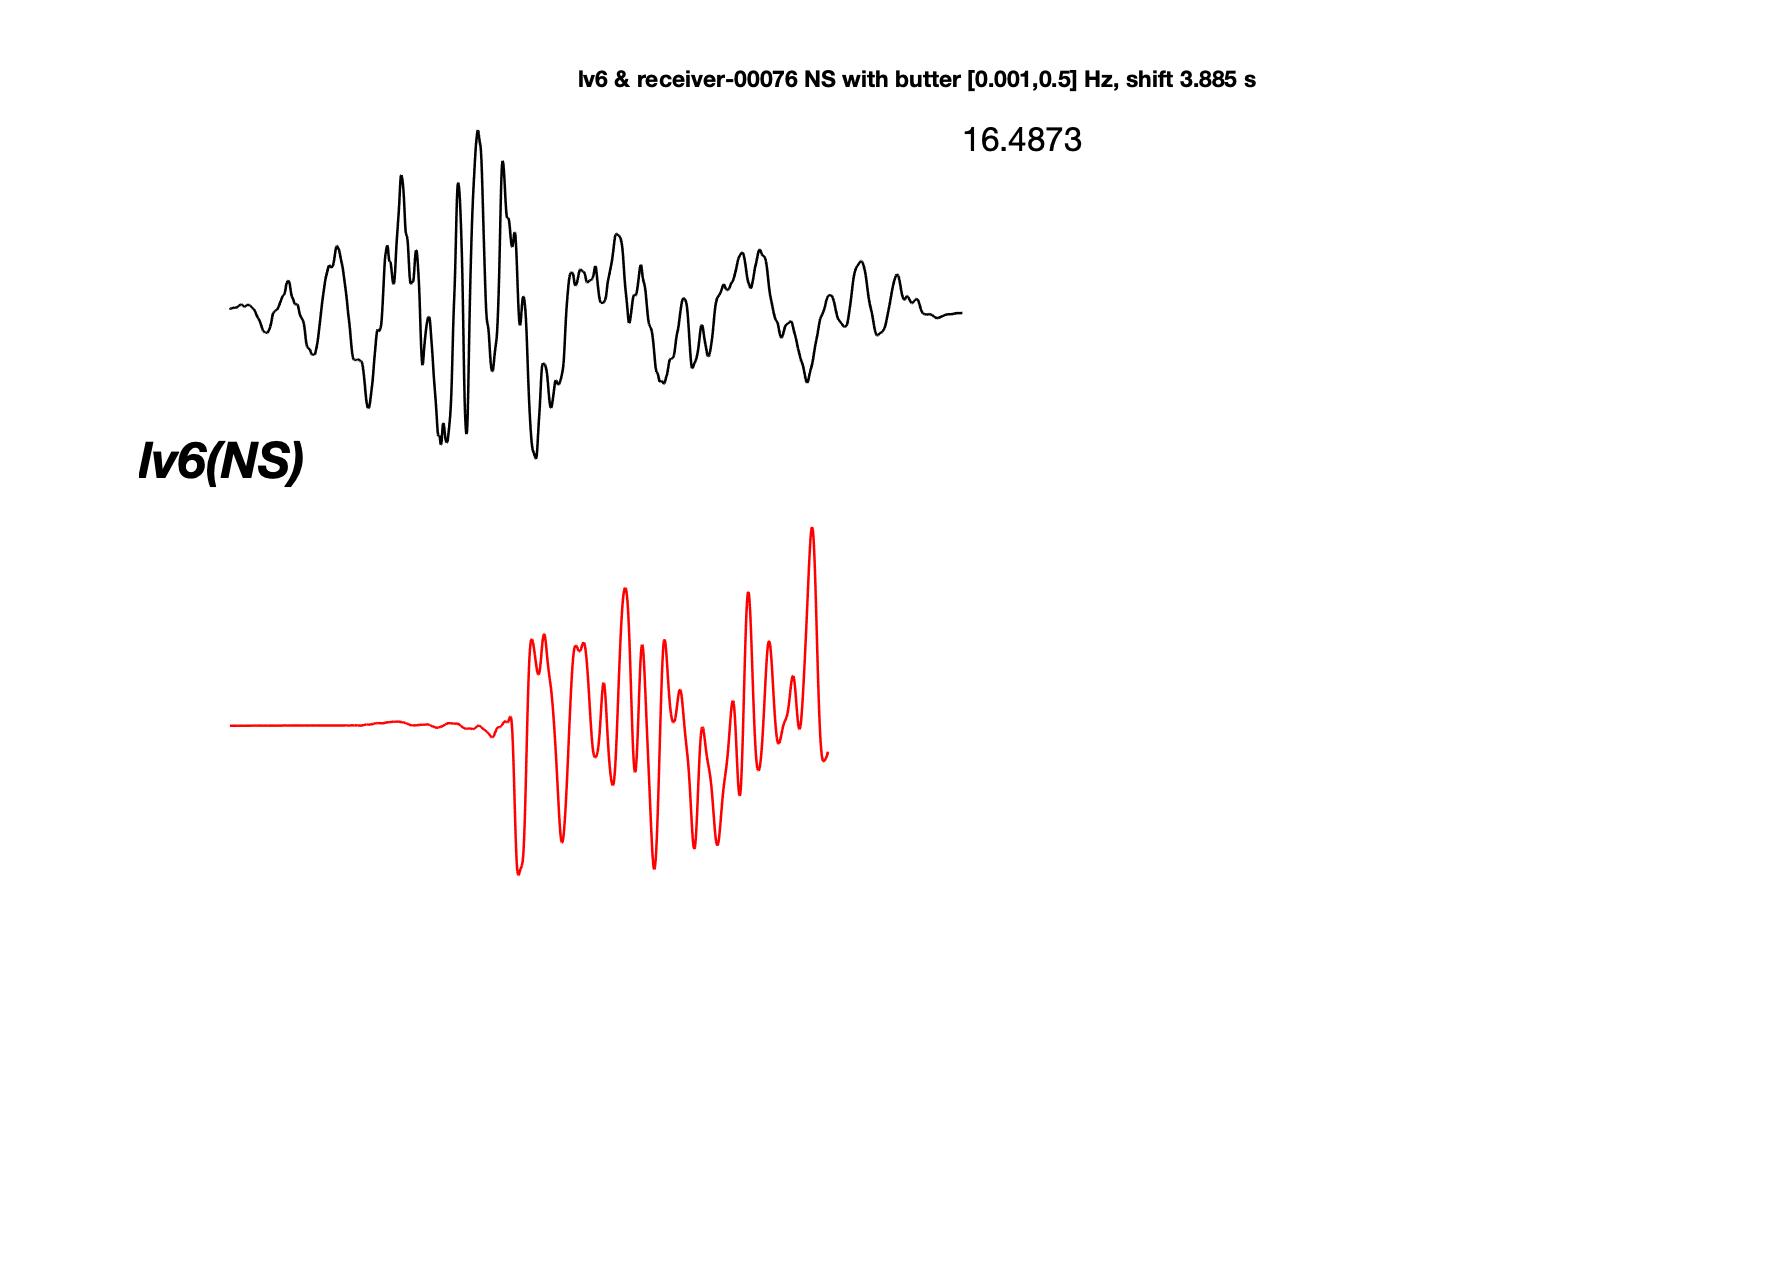 lv6 & receiver-00076 NS with butter [0.001,0.5] Hz, shift 3.885 s
16.4873
lv6(NS)